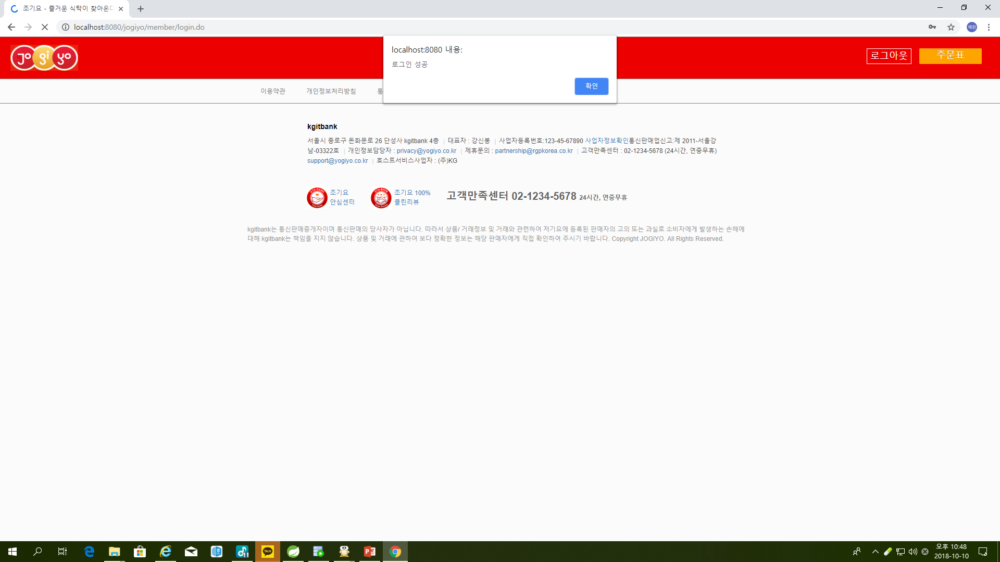 조기요 - 즐거운 식탁이 찾아온다
localhost:8080/jogiyo/member/login.do
혜원
jo gi yo
localhost:8080 내용:
로그인 성공
확인
로그아웃
주문표
이용약관
개인정보처리방침
통
kgitbank
서울시 종로구 돈화문로 26 단성사 kgitbank 4층 | 대표자 : 강신봉 | 사업자등록번호:123-45-67890 사업자정보확인통신판매업신고:제 2011-서울강
남-03322호 | 개인정보담당자 : privacy@yogiyo.co.kr | 제휴문의 : partnership@rgpkorea.co.kr | 고객만족센터 : 02-1234-5678 (24시간, 연중무휴)
support@yogiyo.co.kr | 호스트서비스사업자 : (주)KG
조기요
안심센터
조기요 100%
클린리뷰
고객만족센터 02-1234-5678 24시간, 연중무휴
kgitbank는 통신판매중개자이며 통신판매의 당사자가 아닙니다. 따라서 상품/ 거래정보 및 거래와 관련하여 저기요에 등록된 판매자의 고의 또는 과실로 소비자에게 발생하는 손해에
대해 kgitbank는 책임을 지지 않습니다. 상품 및 거래에 관하여 보다 정확한 정보는 해당 판매자에게 직접 확인하여 주시기 바랍니다. Copyright JOGIYO. All Rights Reserved.
TALK
오후 10:48
2018-10-10